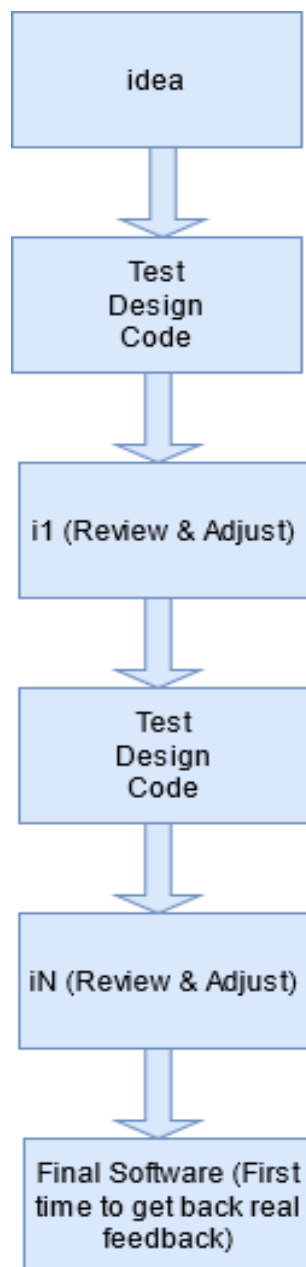 idea
Test
Design
Code
i1 (Review & Adjust)
Test
Design
Code
iN (Review & Adjust)
Final Software (First
time to get back real
feedback)